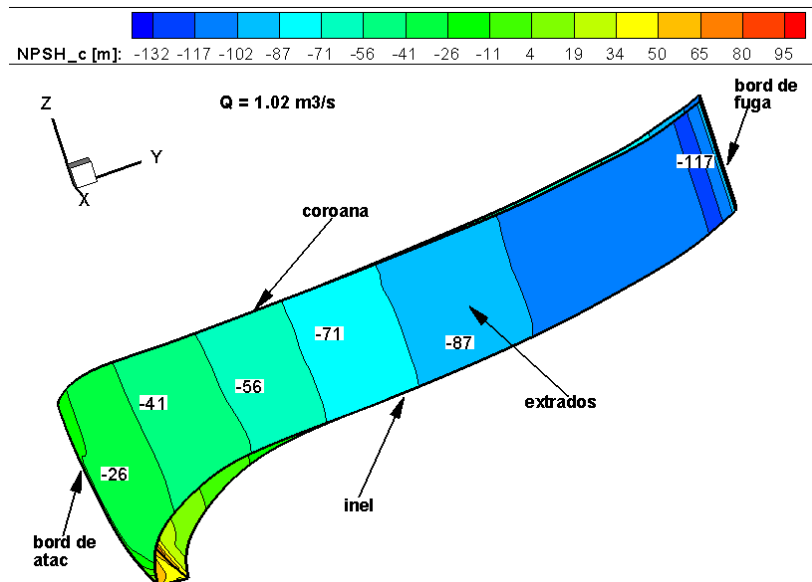 NPSH_c [m]: -132 -117 -102 -87 -71 -56 -41 -26 -11 4 19 34 50 65 80 95
Q = 1.02 m3/s
bord de
fuga
Z
Y
X
-117
coroana
-71
-87
-56
-41
extrados
-26
inel
bord de
atac